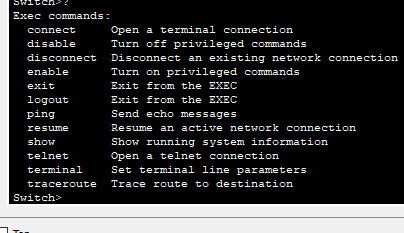 Switch>?
Exec commands:
  connect     Open a terminal connection
  disable     Turn off privileged commands
  disconnect  Disconnect an existing network connection
  enable      Turn on privileged commands
  exit        Exit from the EXEC
  logout      Exit from the EXEC
  ping        Send echo messages
  resume      Resume an active network connection
  show        Show running system information
  telnet      Open a telnet connection
  terminal    Set terminal line parameters
  traceroute  Trace route to destination
Switch>